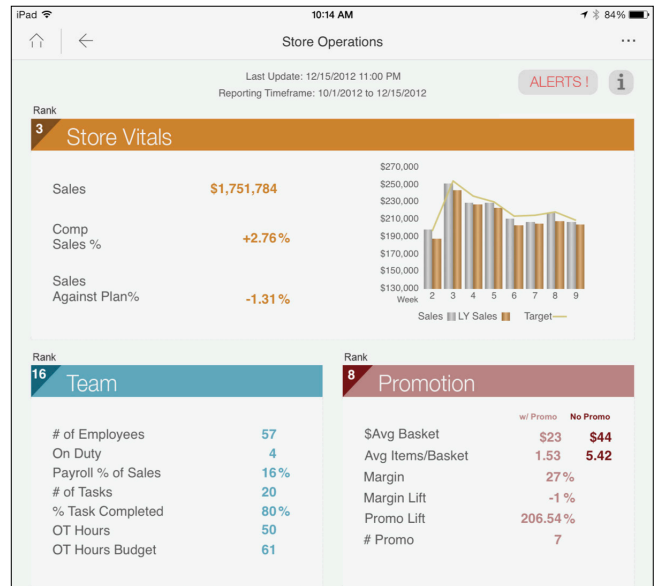 iPad 10:14 AM 84%
Store Operations ...
Last Update: 12/15/2012 11:00 PM
Reporting Timeframe: 10/1/2012 to 12/15/2012
ALERTS ! i
Rank
3 Store Vitals
Sales $1,751,784
Comp
Sales % +2.76 %
Sales
Against Plan% -1.31 %
$270,000
$250,000
$230,000
$210,000
$190,000
$170,000
$150,000
$130,000
Week 2 3 4 5 6 7 8 9
Sales LY Sales Target
Rank
16 Team
# of Employees 57
On Duty 4
Payroll % of Sales 16 %
# of Tasks 20
% Task Completed 80 %
OT Hours 50
OT Hours Budget 61
Rank
8 Promotion
w/ Promo No Promo
$Avg Basket $23 $44
Avg Items/Basket 1.53 5.42
Margin 27 %
Margin Lift -1 %
Promo Lift 206.54 %
# Promo 7